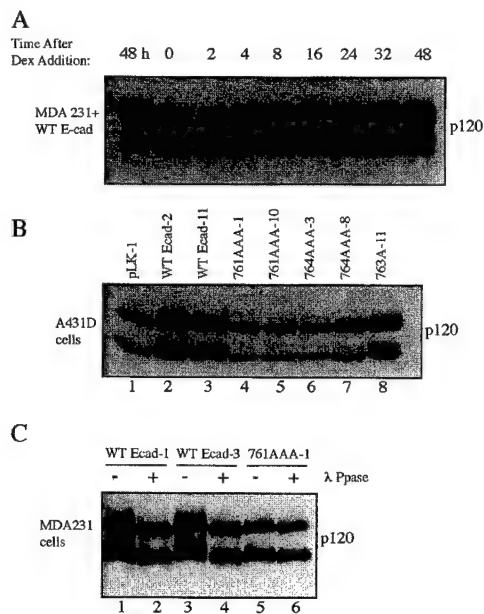 A
Time After
Dex Addition:
48 h 0 2 4 8 16 24 32 48
MDA 231+
WT E-cad
p120
B
pLK-1
WT Ecad-2
WT Ecad-11
761AAA-1
761AAA-10
764AAA-3
764AAA-8
763A-11
A431D
cells
p120
1 2 3 4 5 6 7 8
C
WT Ecad-1 WT Ecad-3 761AAA-1
- + - + - + λ Ppase
MDA231
cells
p120
1 2 3 4 5 6